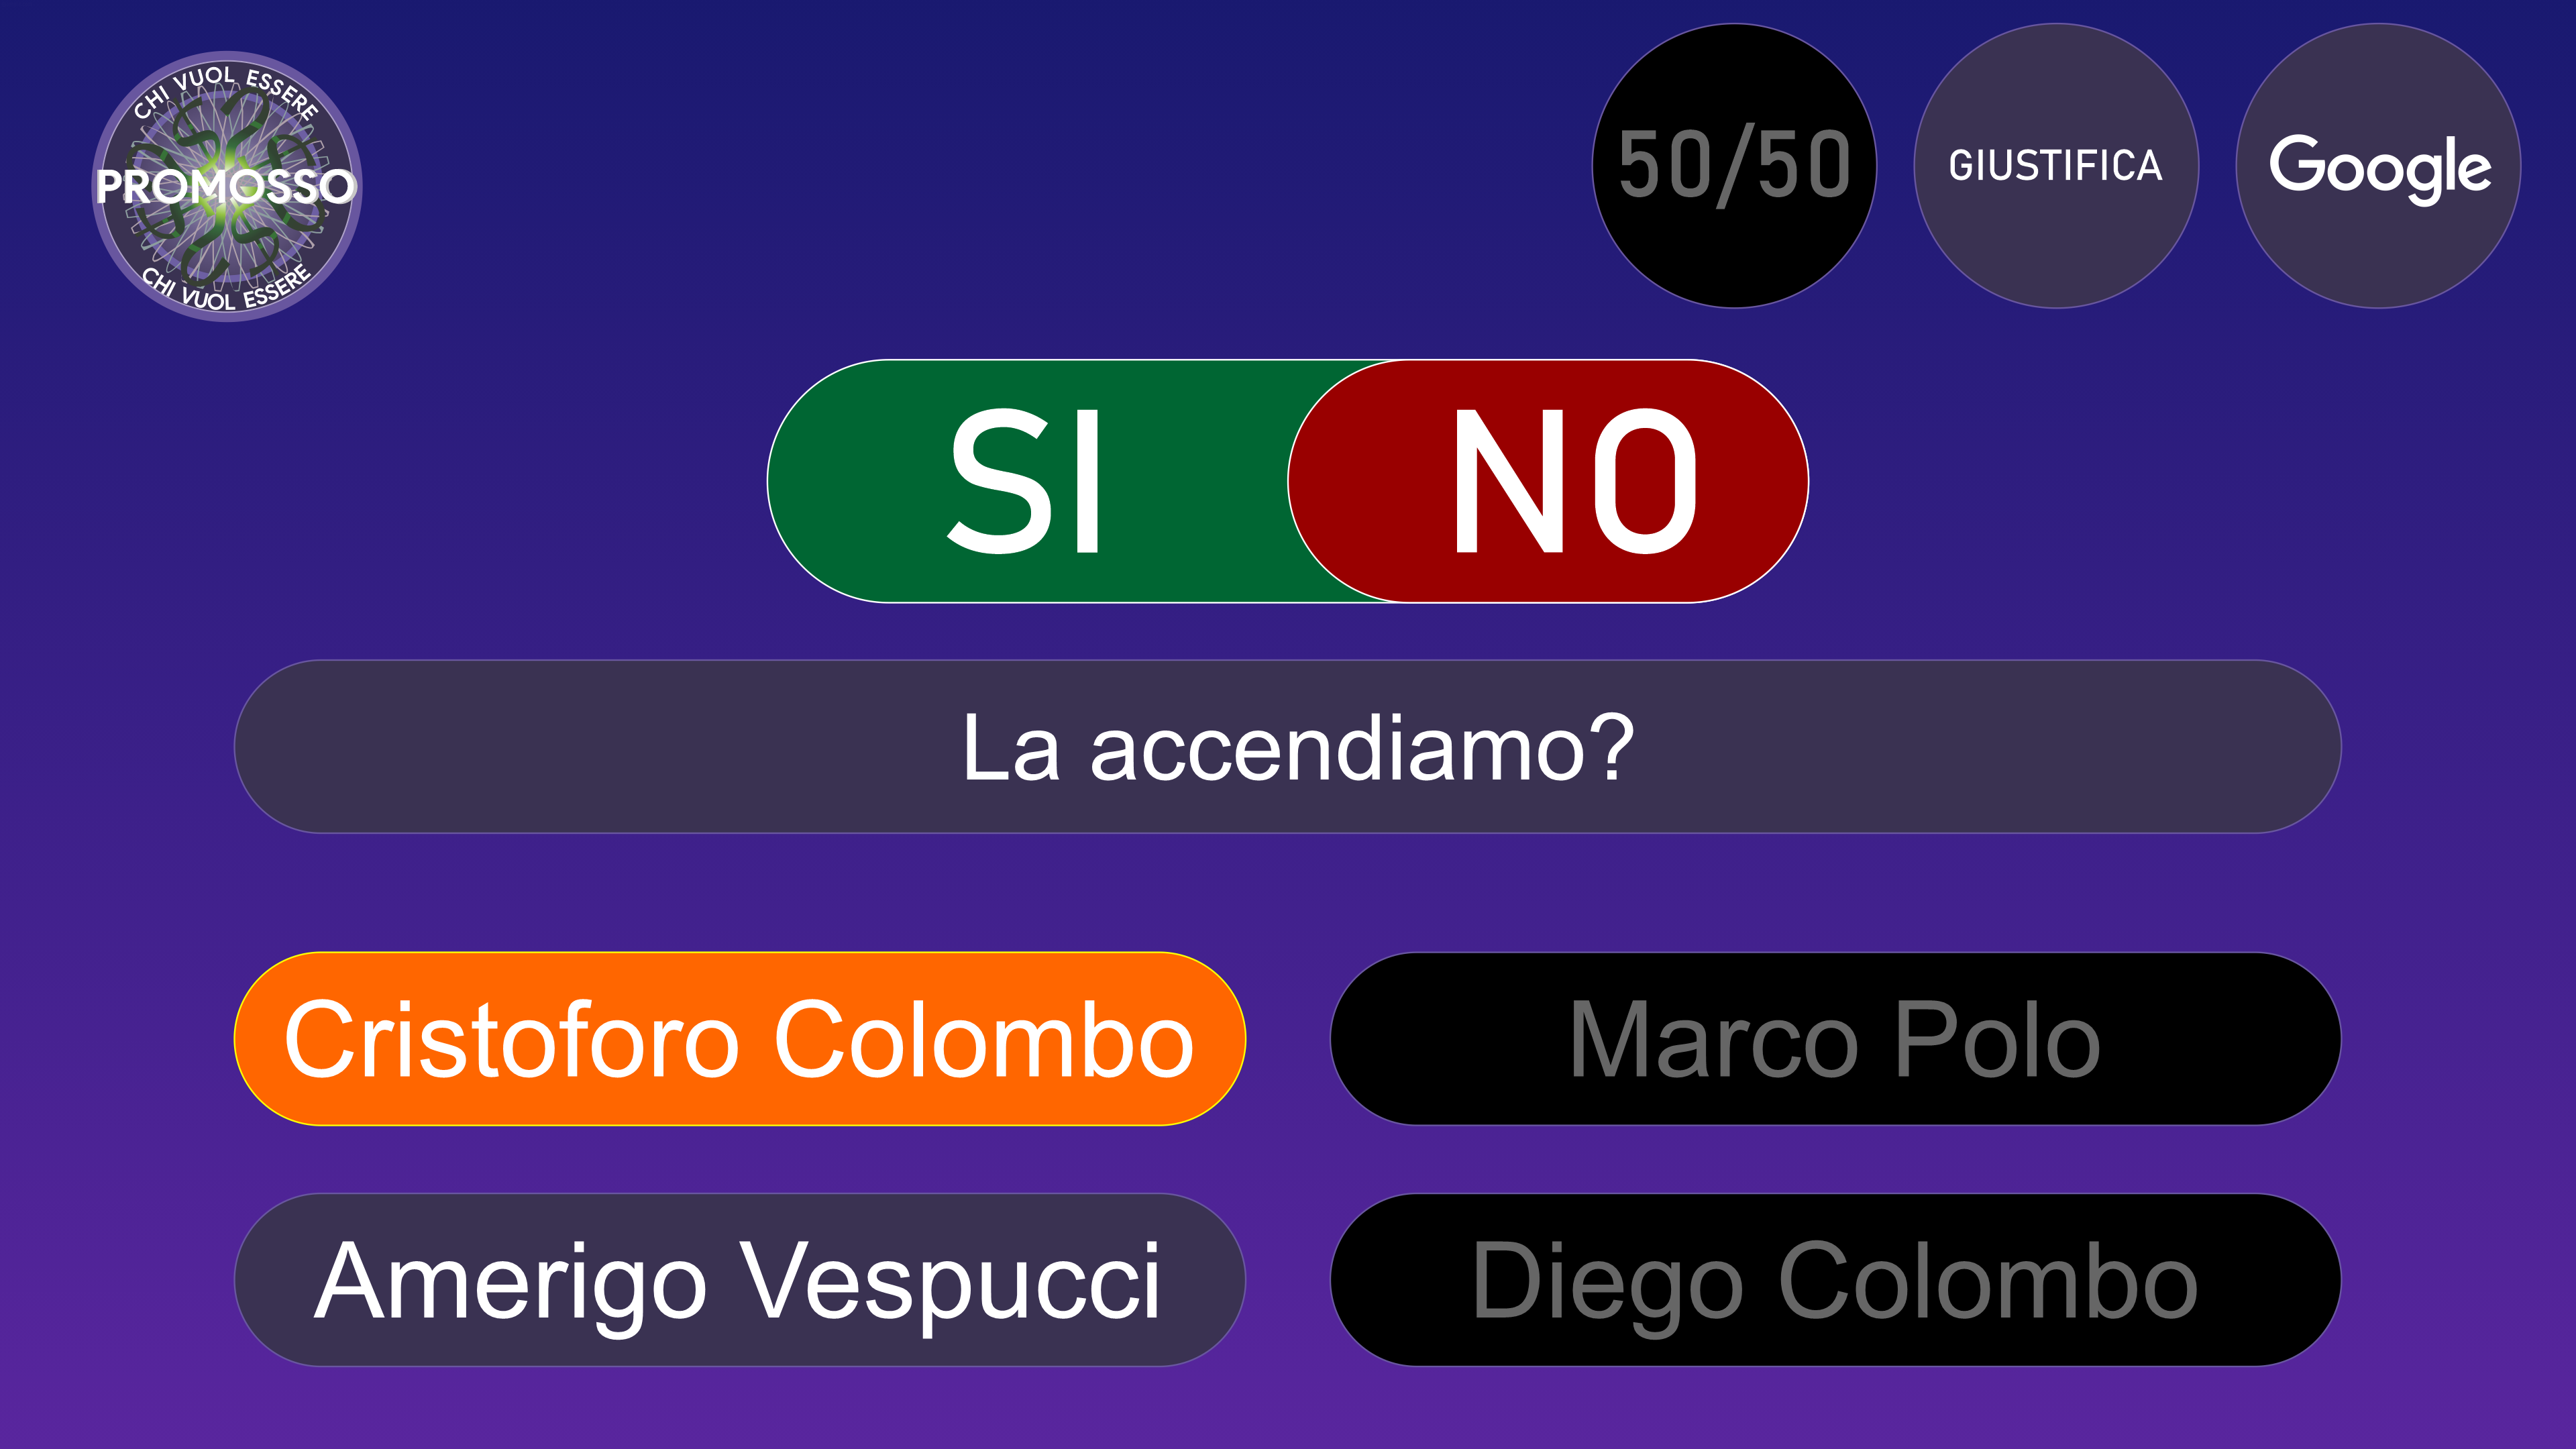 CHI VUOL ESSERE
PROMOSSO
CHI VUOL ESSERE
50/50
GIUSTIFICA
Google
SI
NO
La accendiamo?
Cristoforo Colombo
Marco Polo
Amerigo Vespucci
Diego Colombo